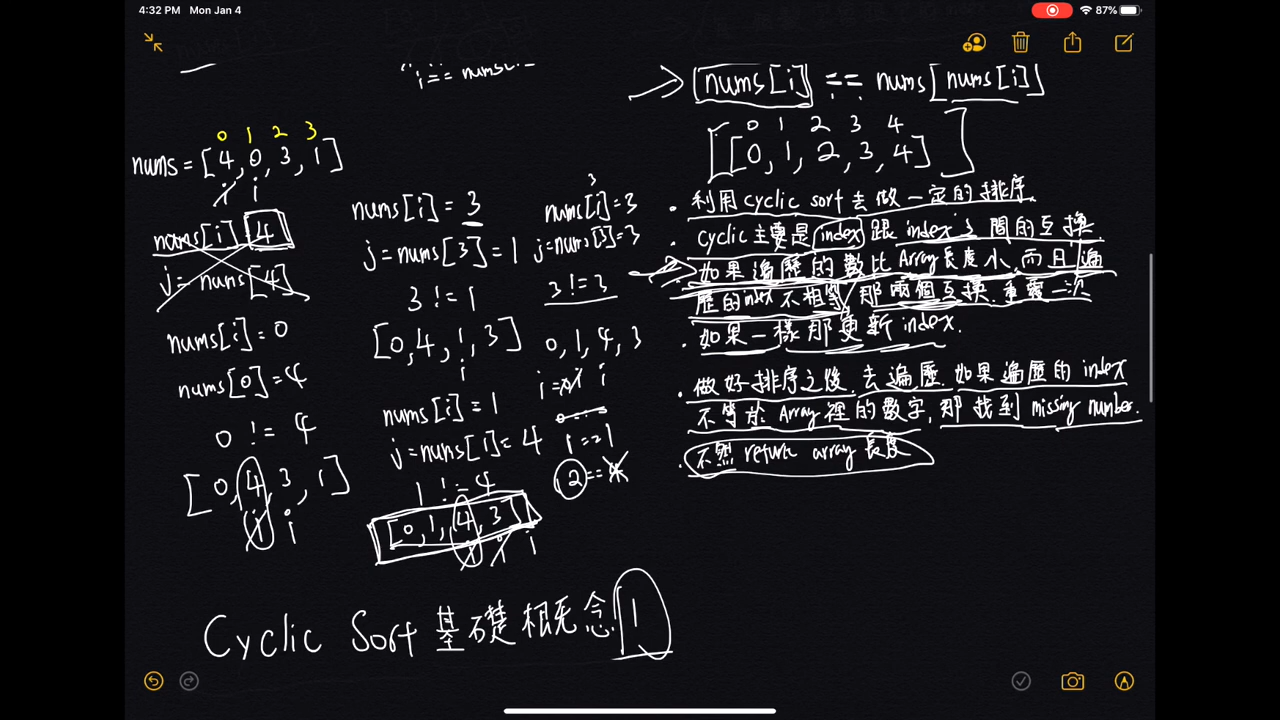 4:32 PM Mon Jan 4
87%
i == nums[i]
0 1 2 3
nums = [4, 0, 3, 1]
i i
nums[i] 4
j = nums[4]
nums[i] = 0
nums[0] = 4
0 != 4
[0, 4, 3, 1]
i i
nums[i] = 3
j = nums[3] = 1
3 != 1
[0, 4, 1, 3]
i
nums[i] = 1
j = nums[1] = 4
1 != 4
[0, 1, 4, 3]
i i i
3
nums[i] = 3
j = nums[3] = 3
3 != 3
0, 1, 4, 3
i = i i
1 == 1
2 == 4
nums[i] == nums[nums[i]]
0 1 2 3 4
[[0, 1, 2, 3, 4]]
· 利用 cyclic sort 去做一定的排序
· Cyclic 主要是 index 跟 index 之間的互換
如果遍歷的數比 Array 長度小, 而且遍
歷的 index 不相等, 那兩個互換, 重覆一次
· 如果一樣那更新 index.
· 做好排序之後, 去遍歷, 如果遍歷的 index
不等於 Array 裡的數字, 那找到 missing number.
· 不然 return array 長度
Cyclic Sort 基礎概念 1